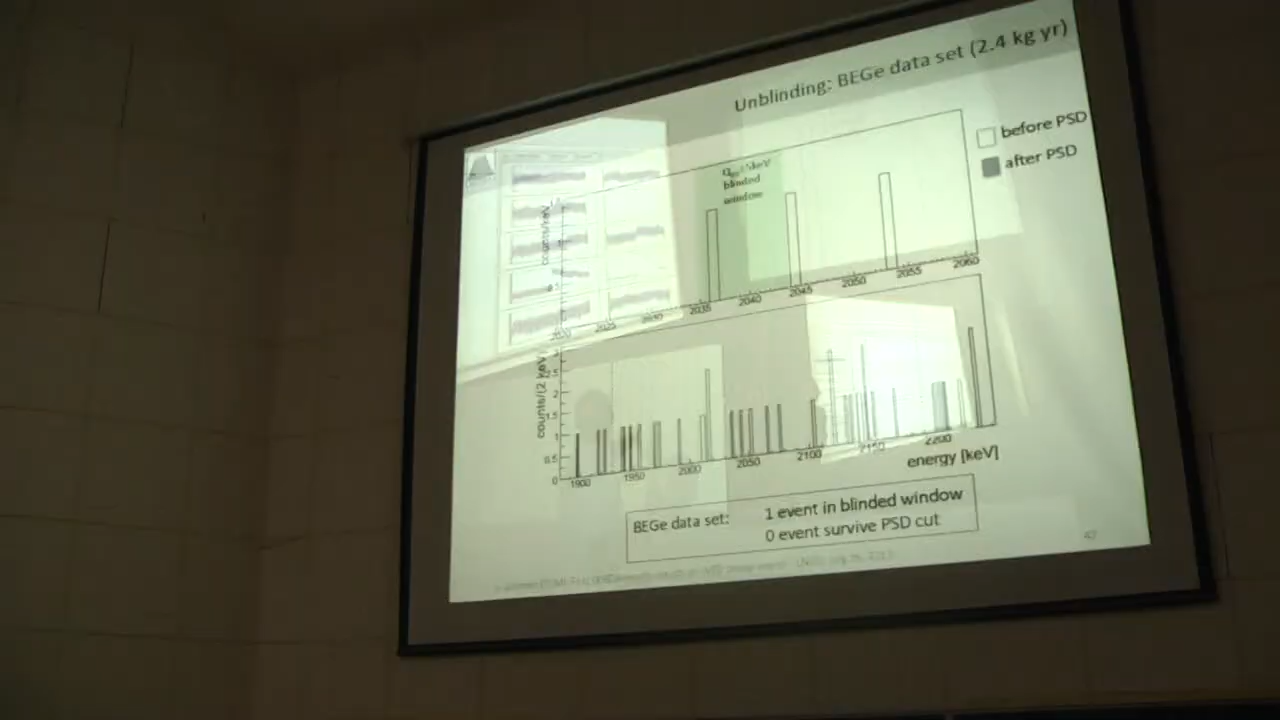 Unblinding: BEGe data set (2.4 kg yr)
before PSD
after PSD
blinded
window
counts/keV
2035 2040 2045 2050 2055 2060
counts/(2 keV)
0 0.5 1 1.5 2 2.5
1900 1950 2000 2050 2100 2150 2200
energy [keV]
BEGe data set: 1 event in blinded window
0 event survive PSD cut